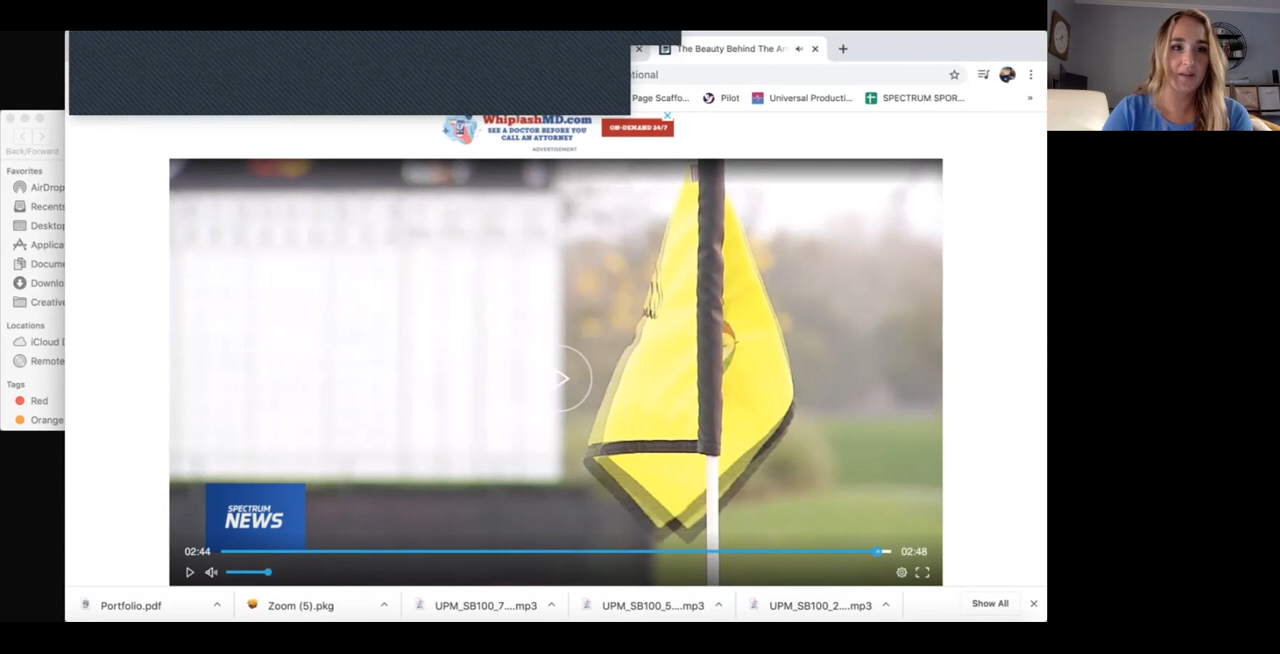 The Beauty Behind The Ar
tional
Page Scaffo...
Pilot
Universal Producti...
SPECTRUM SPOR...
»
WhiplashMD.com
SEE A DOCTOR BEFORE YOU
CALL AN ATTORNEY
ON-DEMAND 24/7
ADVERTISEMENT
Back/Forward
Favorites
AirDrop
Recents
Deskto
Applica
Docume
Downlo
Creative
Locations
iCloud
Remote
Tags
Red
Orange
SPECTRUM
NEWS
02:44
02:48
Portfolio.pdf
Zoom (5).pkg
UPM_SB100_7....mp3
UPM_SB100_5....mp3
UPM_SB100_2....mp3
Show All